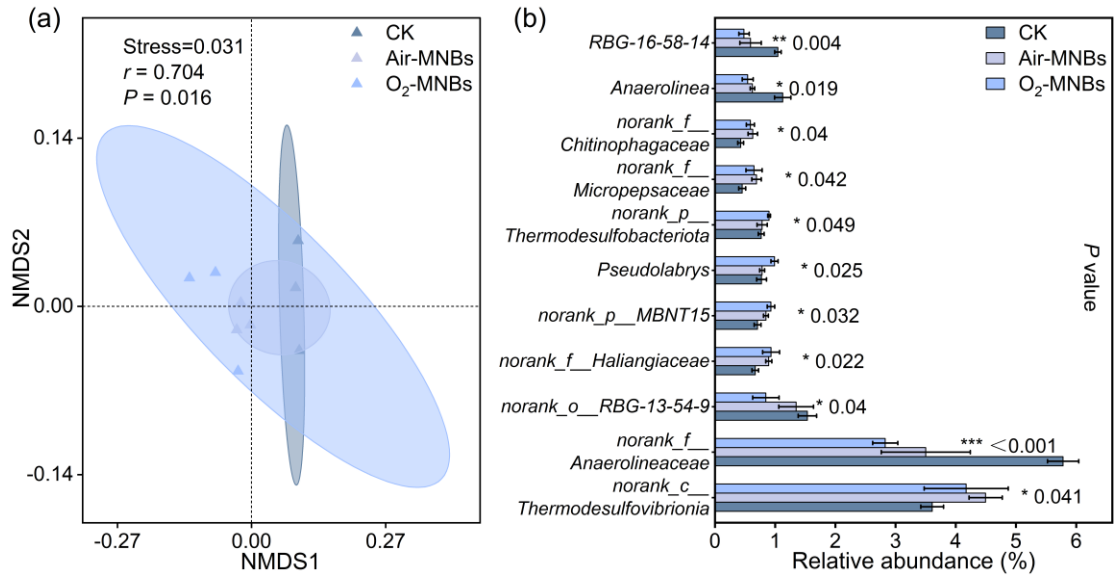 (a)
Stress=0.031
r = 0.704
P = 0.016
CK
Air-MNBs
O₂-MNBs
NMDS2
0.14
0.00
-0.14
-0.27
0.00
0.27
NMDS1
(b)
CK
Air-MNBs
O₂-MNBs
RBG-16-58-14
** 0.004
Anaerolinea
* 0.019
norank_f__
Chitinophagaceae
* 0.04
norank_f__
Micropepsaceae
* 0.042
norank_p__
Thermodesulfobacteriota
* 0.049
Pseudolabrys
* 0.025
norank_p__MBNT15
* 0.032
norank_f__Haliangiaceae
* 0.022
norank_o__RBG-13-54-9
* 0.04
norank_f__
Anaerolineaceae
*** <0.001
norank_c__
Thermodesulfovibrionia
* 0.041
P value
0 1 2 3 4 5 6
Relative abundance (%)